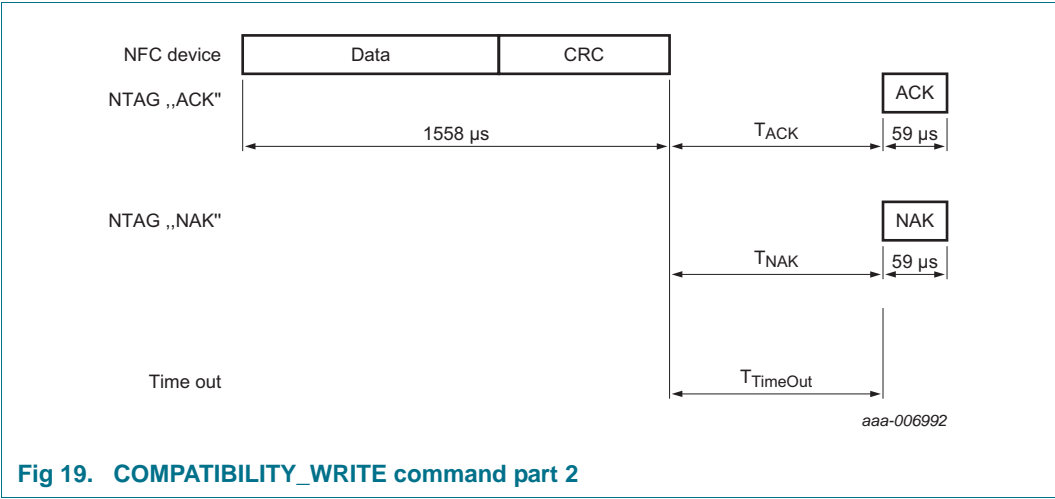 NFC device Data CRC
NTAG ,,ACK" ACK
1558 µs TACK 59 µs
NTAG ,,NAK" NAK
TNAK 59 µs
Time out TTimeOut
aaa-006992
Fig 19. COMPATIBILITY_WRITE command part 2